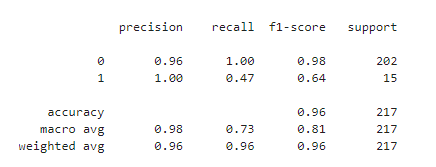 precision recall f1-score support
0 0.96 1.00 0.98 202
1 1.00 0.47 0.64 15
accuracy 0.96 217
macro avg 0.98 0.73 0.81 217
weighted avg 0.96 0.96 0.96 217